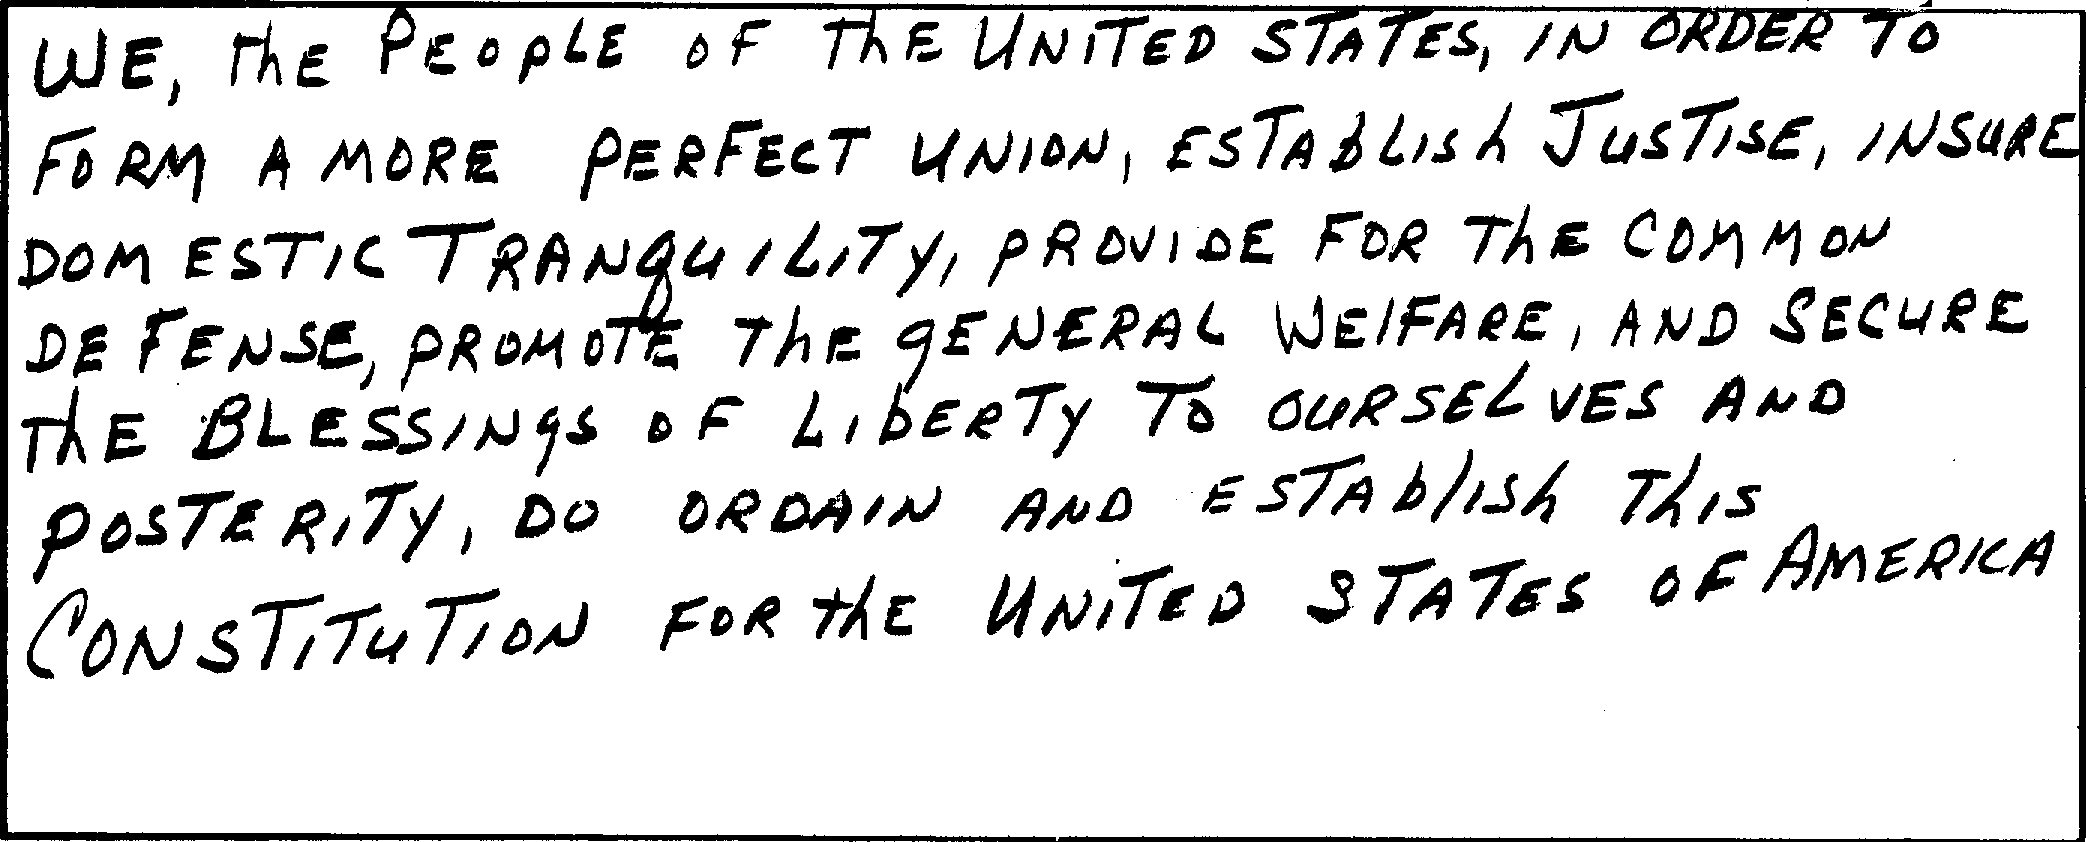 WE, the PEOPLE OF thE UNITED STATES, IN ORDER TO
FORM A MORE PERFECT UNION, ESTABLISh JUSTISE, INSURE
DOMESTIC TRANquILITY, PROVIDE FOR ThE COMMON
DEFENSE, PROMOTE ThE gENERAL WElFARE, AND SECURE
ThE BLESSINgS OF LIbERTY TO OURSELVES AND
POSTERITY, DO ORDAIN AND ESTAblISh ThIS
CONSTITUTION FOR thE UNITED STATES OF AMERICA